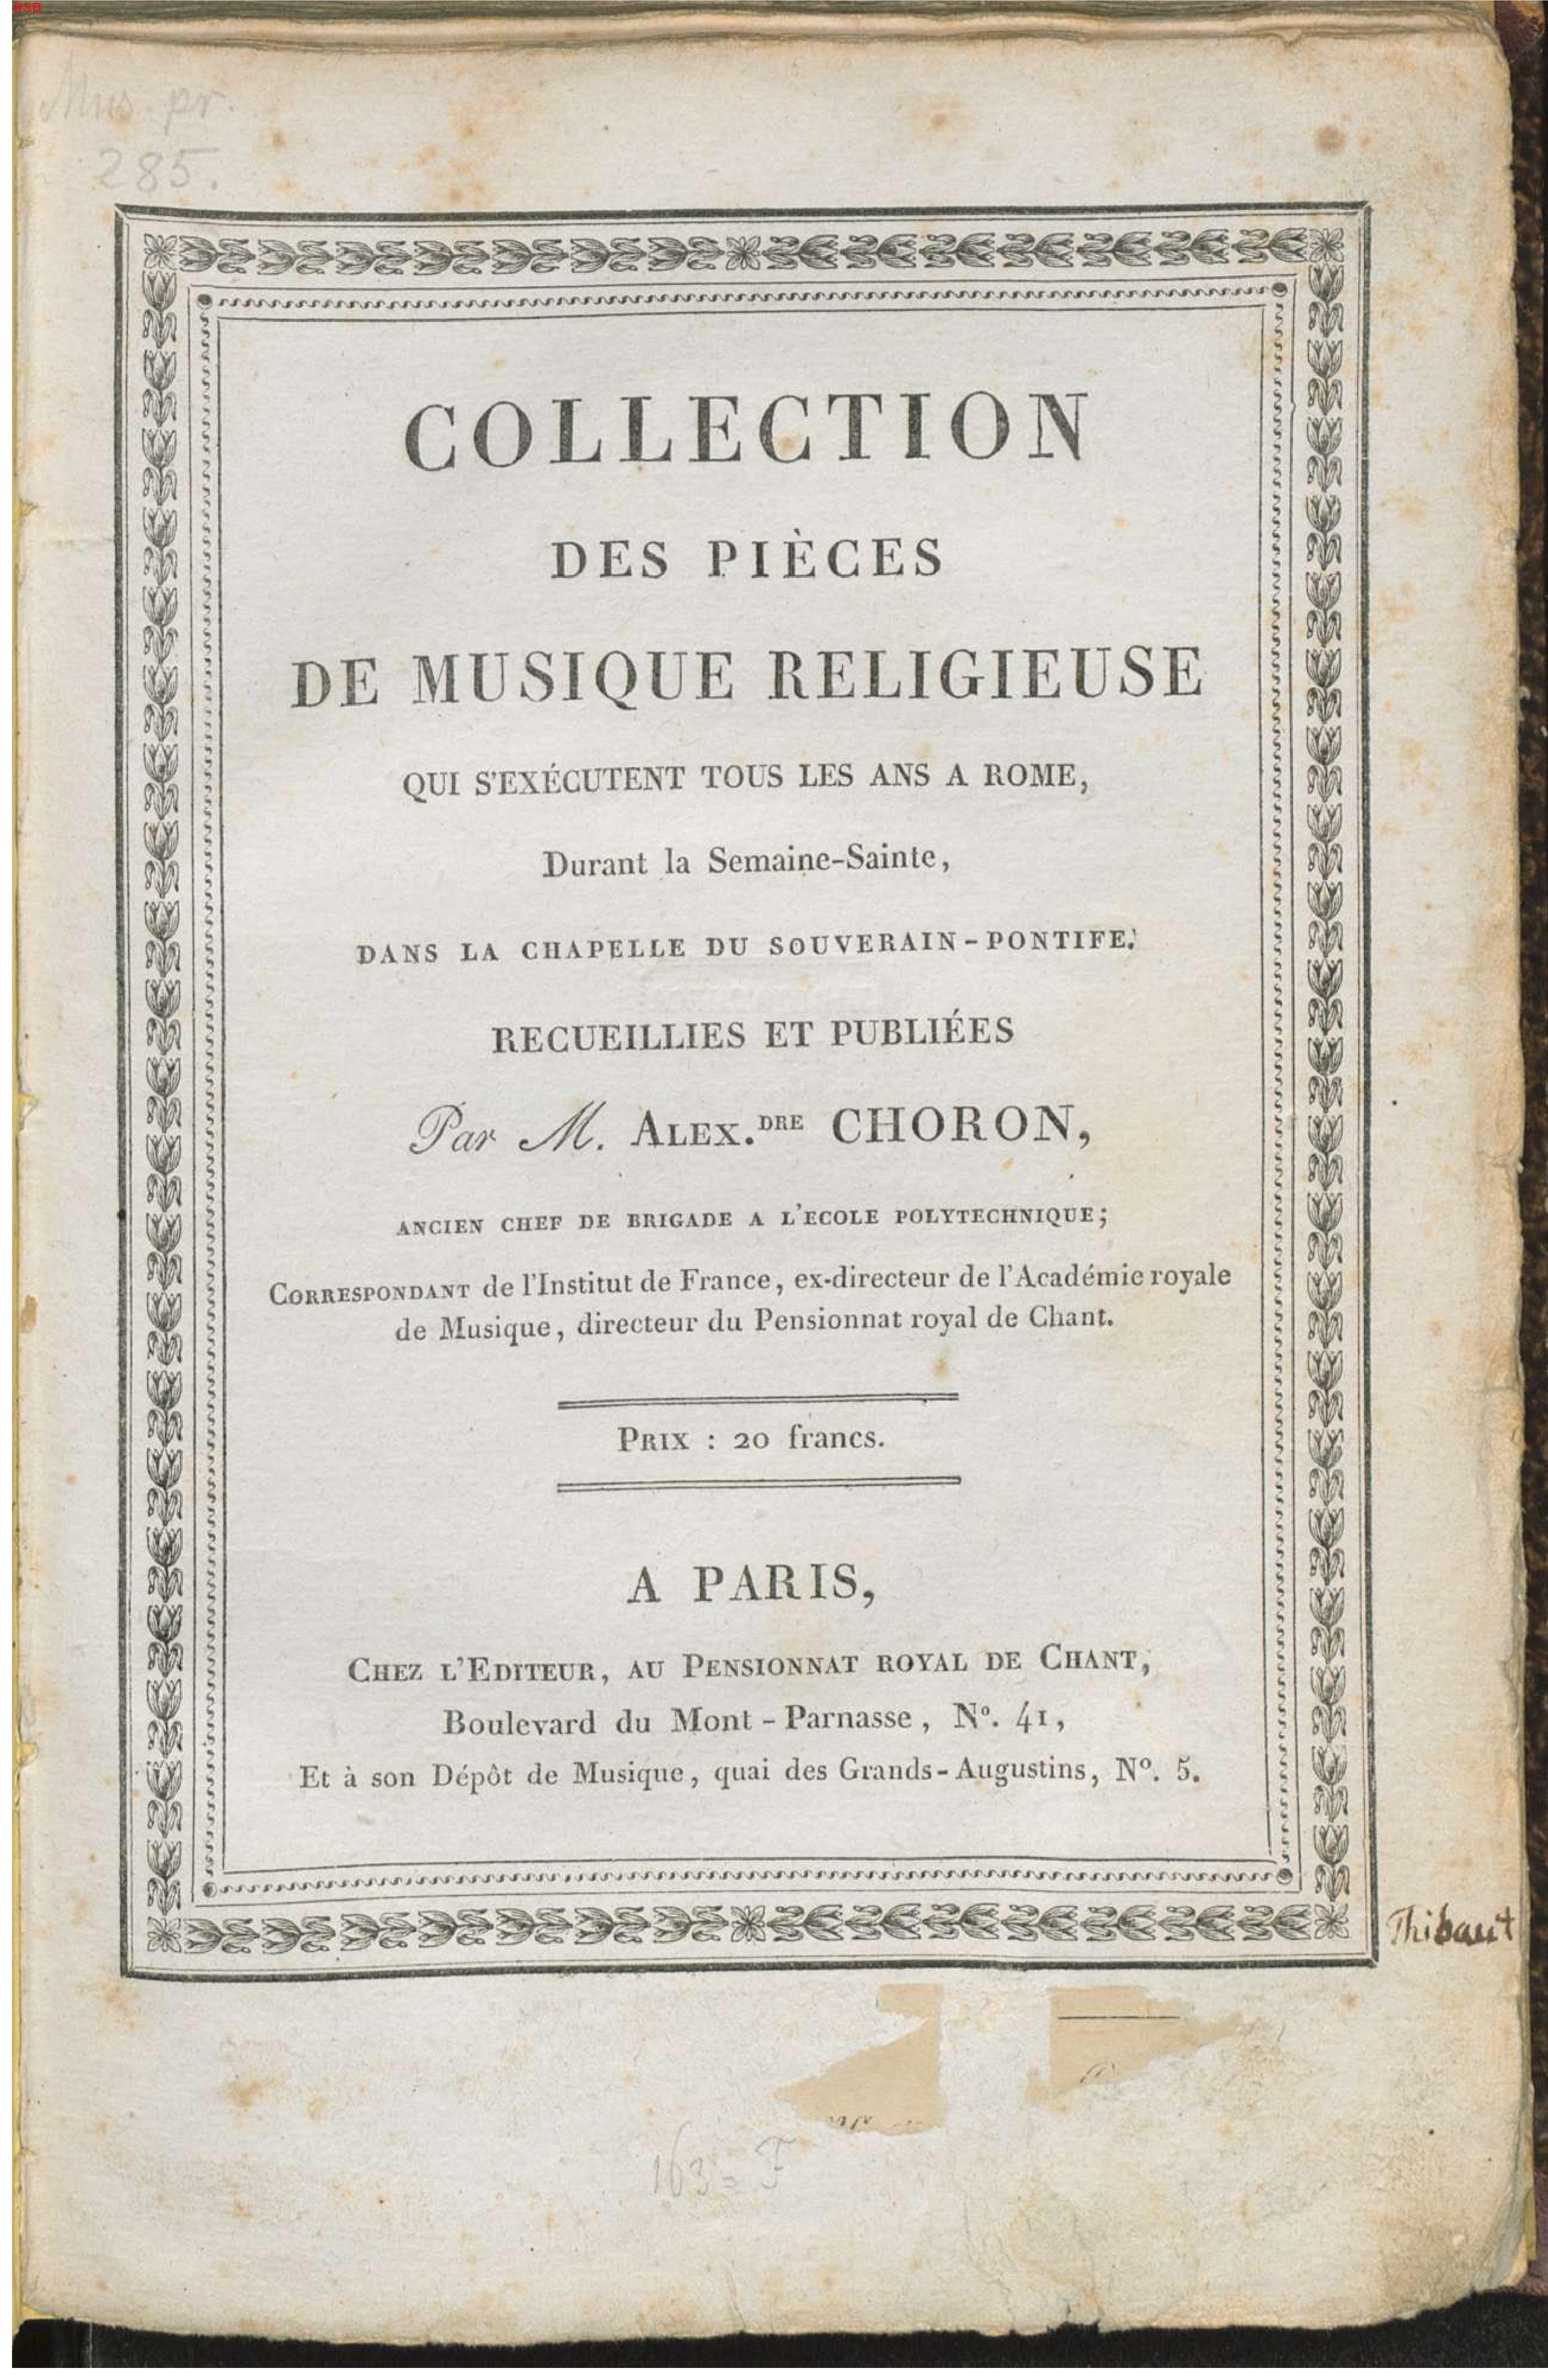 BSB
Mus. pr.
285.
COLLECTION
DES PIÈCES
DE MUSIQUE RELIGIEUSE
QUI S'EXÉCUTENT TOUS LES ANS A ROME,
Durant la Semaine-Sainte,
DANS LA CHAPELLE DU SOUVERAIN-PONTIFE.
RECUEILLIES ET PUBLIÉES
Par M. ALEX.DRE CHORON,
ANCIEN CHEF DE BRIGADE A L'ECOLE POLYTECHNIQUE;
CORRESPONDANT de l'Institut de France, ex-directeur de l'Académie royale
de Musique, directeur du Pensionnat royal de Chant.
PRIX : 20 francs.
A PARIS,
CHEZ L'EDITEUR, AU PENSIONNAT ROYAL DE CHANT,
Boulevard du Mont-Parnasse, Nº. 41,
Et à son Dépôt de Musique, quai des Grands-Augustins, Nº. 5.
Thibaut
163 = F